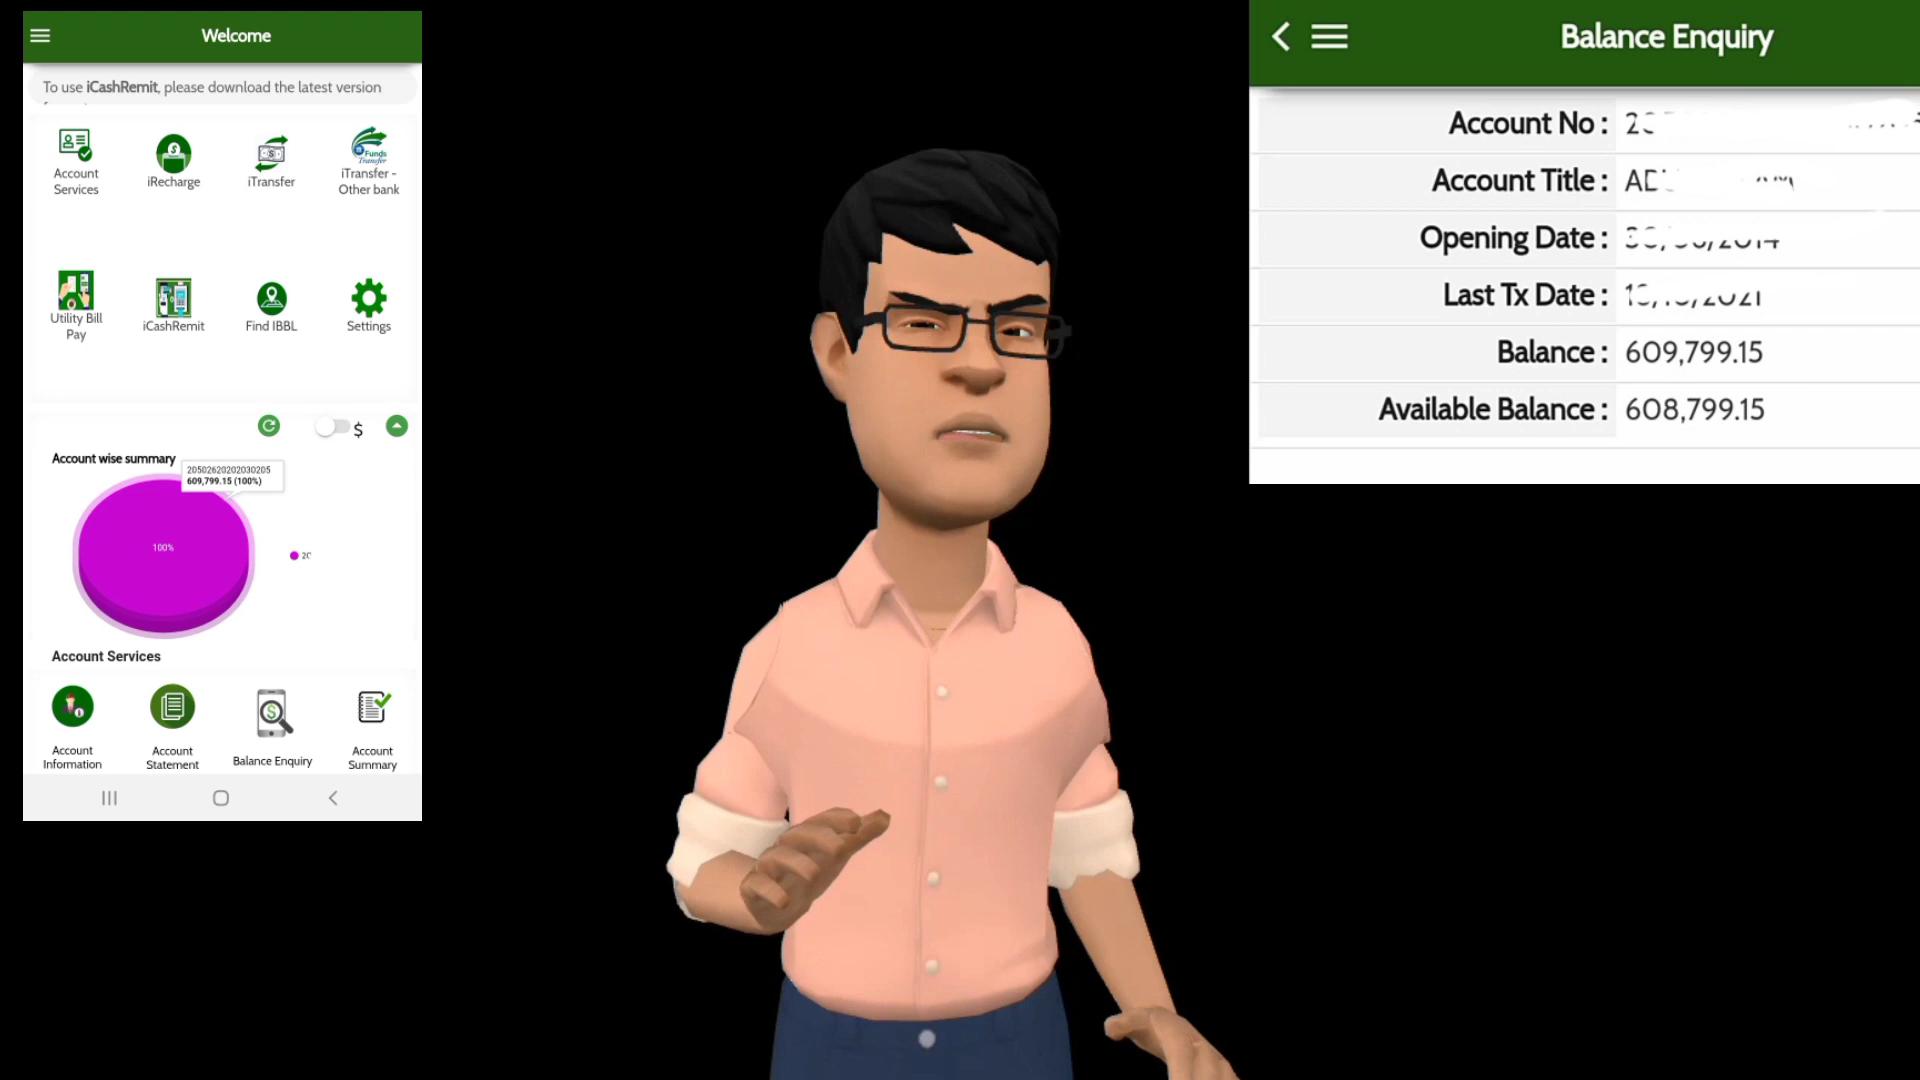 Welcome
To use iCashRemit, please download the latest version
Account
Services
iRecharge
iTransfer
Funds
Transfer
iTransfer -
Other bank
Utility Bill
Pay
iCashRemit
Find IBBL
Settings
$
Account wise summary
20502620202030205
609,799.15 (100%)
100%
Account Services
Account
Information
Account
Statement
Balance Enquiry
Account
Summary
Balance Enquiry
Account No :
Account Title :
Opening Date :
Last Tx Date :
Balance : 609,799.15
Available Balance : 608,799.15